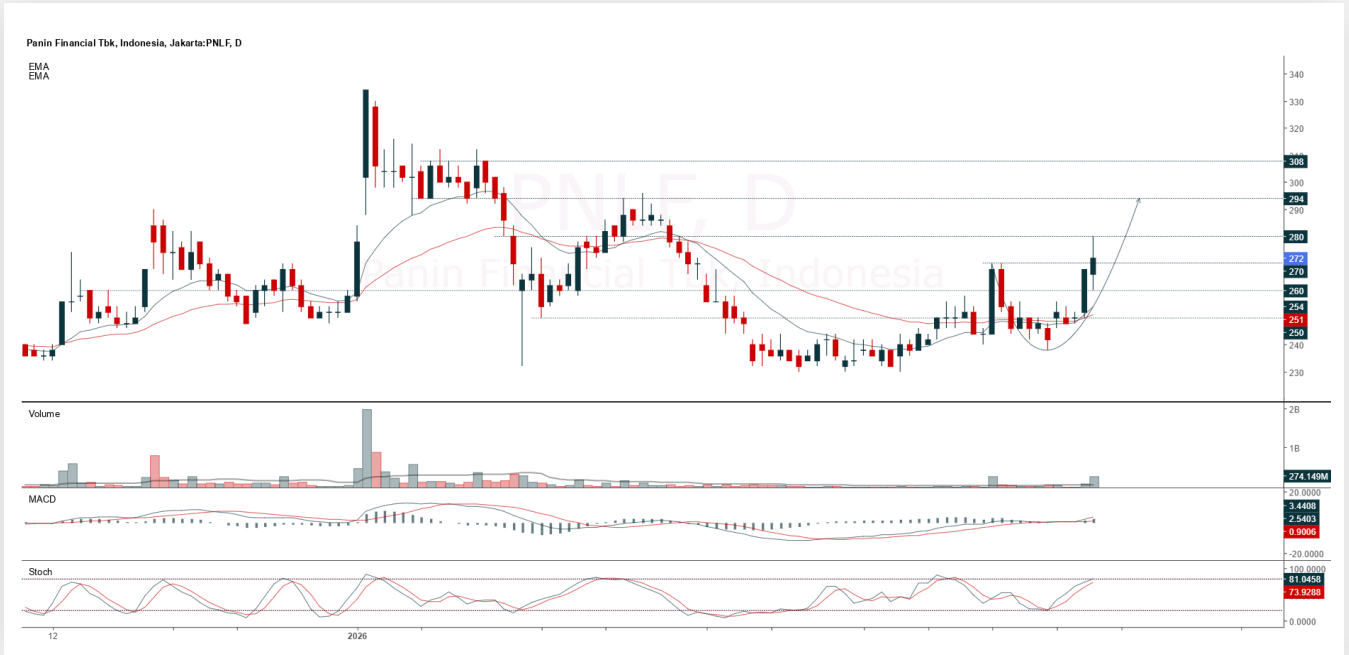 Panin Financial Tbk, Indonesia, Jakarta:PNLF, D
EMA
EMA
PNLF, D
Panin Financial Tbk, Indonesia
340
330
320
308
300
294
290
280
272
270
260
254
251
250
240
230
Volume
2B
1B
274.149M
MACD
20.0000
3.4408
2.5403
0.9006
-20.0000
Stoch
100.0000
81.0458
73.9288
0.0000
12
2026